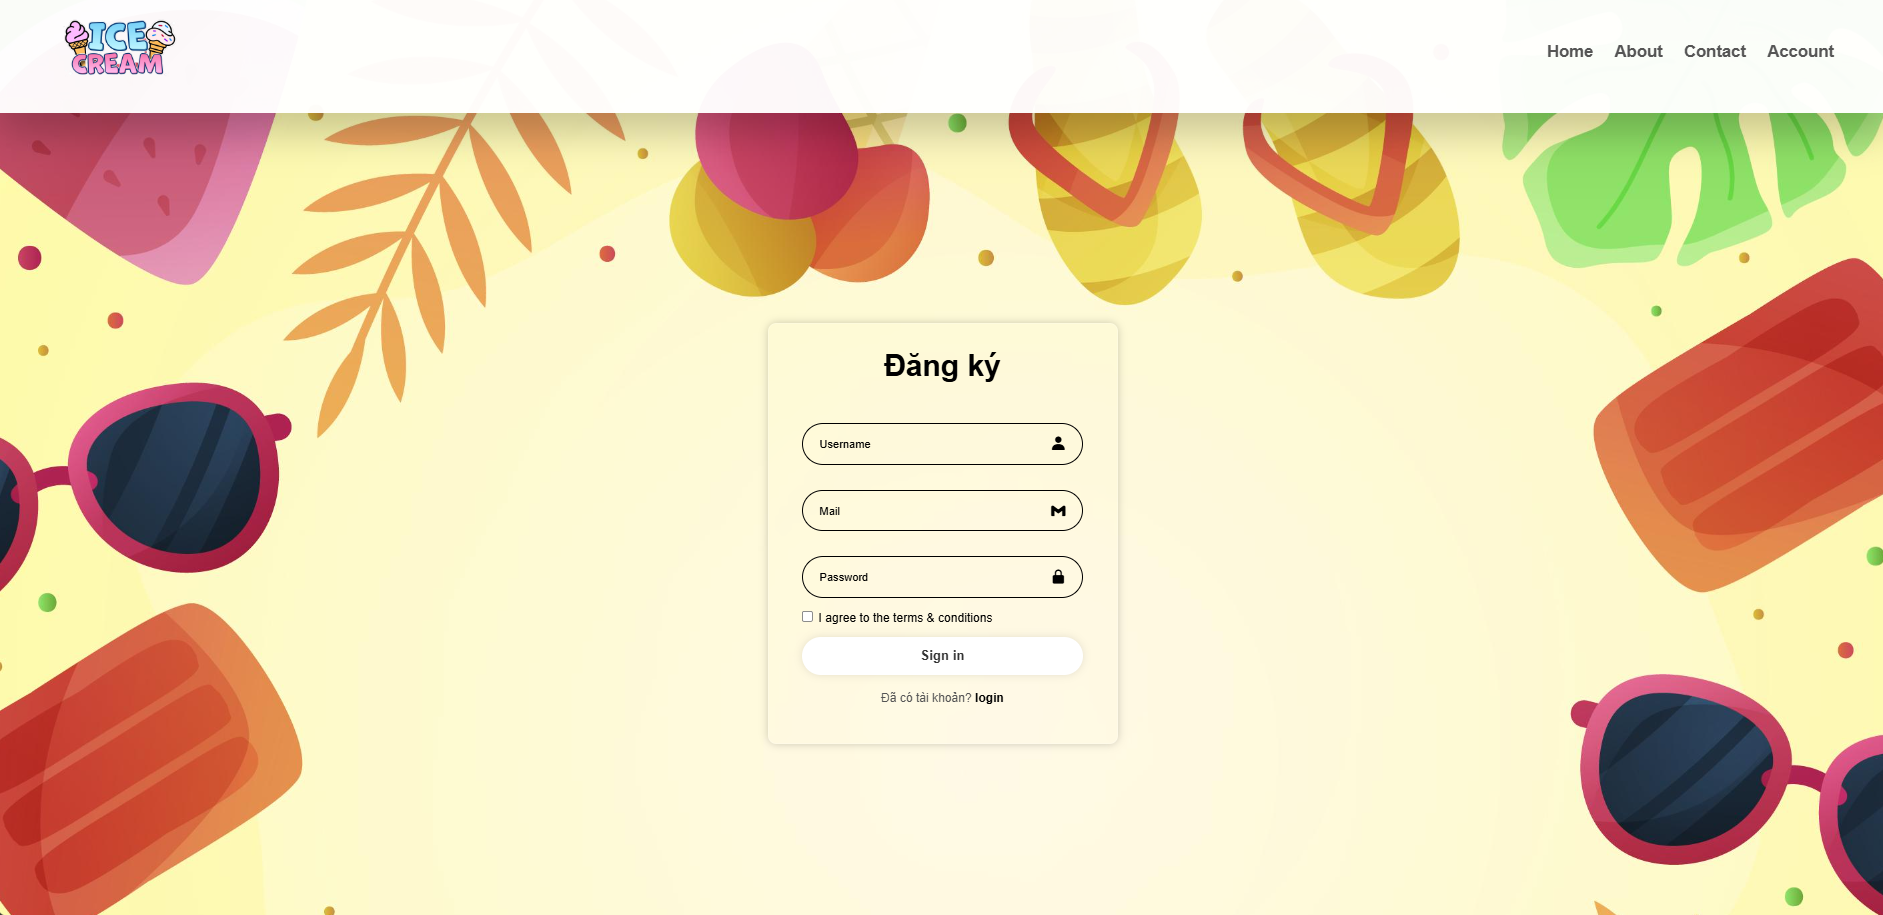 ICE
CREAM
Home About Contact Account
Đăng ký
Username
Mail
Password
I agree to the terms & conditions
Sign in
Đã có tài khoản? login